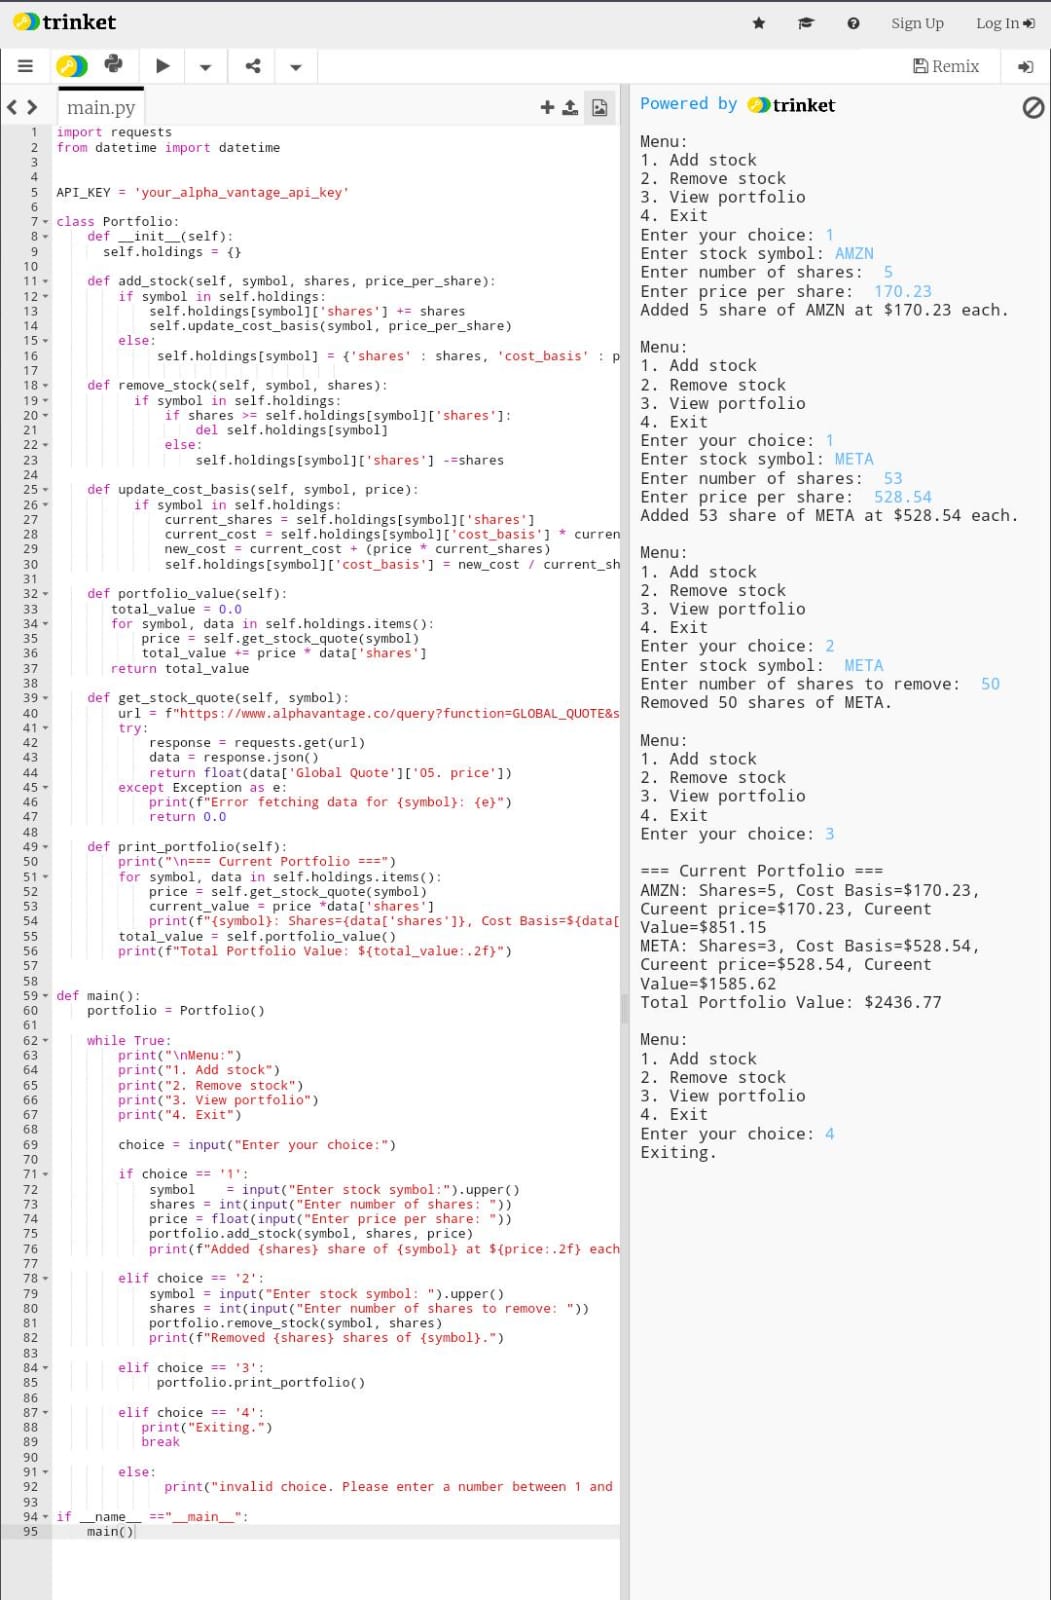 trinket
Sign Up
Log In
Remix
main.py
1 import requests
2 from datetime import datetime
3
4
5 API_KEY = 'your_alpha_vantage_api_key'
6
7 class Portfolio:
8 def __init__(self):
9 self.holdings = {}
10
11 def add_stock(self, symbol, shares, price_per_share):
12 if symbol in self.holdings:
13 self.holdings[symbol]['shares'] += shares
14 self.update_cost_basis(symbol, price_per_share)
15 else:
16 self.holdings[symbol] = {'shares' : shares, 'cost_basis' : p
17
18 def remove_stock(self, symbol, shares):
19 if symbol in self.holdings:
20 if shares >= self.holdings[symbol]['shares']:
21 del self.holdings[symbol]
22 else:
23 self.holdings[symbol]['shares'] -=shares
24
25 def update_cost_basis(self, symbol, price):
26 if symbol in self.holdings:
27 current_shares = self.holdings[symbol]['shares']
28 current_cost = self.holdings[symbol]['cost_basis'] * curren
29 new_cost = current_cost + (price * current_shares)
30 self.holdings[symbol]['cost_basis'] = new_cost / current_sh
31
32 def portfolio_value(self):
33 total_value = 0.0
34 for symbol, data in self.holdings.items():
35 price = self.get_stock_quote(symbol)
36 total_value += price * data['shares']
37 return total_value
38
39 def get_stock_quote(self, symbol):
40 url = f"https://www.alphavantage.co/query?function=GLOBAL_QUOTE&s
41 try:
42 response = requests.get(url)
43 data = response.json()
44 return float(data['Global Quote']['05. price'])
45 except Exception as e:
46 print(f"Error fetching data for {symbol}: {e}")
47 return 0.0
48
49 def print_portfolio(self):
50 print("\n=== Current Portfolio ===")
51 for symbol, data in self.holdings.items():
52 price = self.get_stock_quote(symbol)
53 current_value = price *data['shares']
54 print(f"{symbol}: Shares={data['shares']}, Cost Basis=${data[
55 total_value = self.portfolio_value()
56 print(f"Total Portfolio Value: ${total_value:.2f}")
57
58
59 def main():
60 portfolio = Portfolio()
61
62 while True:
63 print("\nMenu:")
64 print("1. Add stock")
65 print("2. Remove stock")
66 print("3. View portfolio")
67 print("4. Exit")
68
69 choice = input("Enter your choice:")
70
71 if choice == '1':
72 symbol = input("Enter stock symbol:").upper()
73 shares = int(input("Enter number of shares: "))
74 price = float(input("Enter price per share: "))
75 portfolio.add_stock(symbol, shares, price)
76 print(f"Added {shares} share of {symbol} at ${price:.2f} each
77
78 elif choice == '2':
79 symbol = input("Enter stock symbol: ").upper()
80 shares = int(input("Enter number of shares to remove: "))
81 portfolio.remove_stock(symbol, shares)
82 print(f"Removed {shares} shares of {symbol}.")
83
84 elif choice == '3':
85 portfolio.print_portfolio()
86
87 elif choice == '4':
88 print("Exiting.")
89 break
90
91 else:
92 print("invalid choice. Please enter a number between 1 and
93
94 if __name__ =="__main__":
95 main()
Powered by trinket
Menu:
1. Add stock
2. Remove stock
3. View portfolio
4. Exit
Enter your choice: 1
Enter stock symbol: AMZN
Enter number of shares: 5
Enter price per share: 170.23
Added 5 share of AMZN at $170.23 each.
Menu:
1. Add stock
2. Remove stock
3. View portfolio
4. Exit
Enter your choice: 1
Enter stock symbol: META
Enter number of shares: 53
Enter price per share: 528.54
Added 53 share of META at $528.54 each.
Menu:
1. Add stock
2. Remove stock
3. View portfolio
4. Exit
Enter your choice: 2
Enter stock symbol: META
Enter number of shares to remove: 50
Removed 50 shares of META.
Menu:
1. Add stock
2. Remove stock
3. View portfolio
4. Exit
Enter your choice: 3
=== Current Portfolio ===
AMZN: Shares=5, Cost Basis=$170.23,
Cureent price=$170.23, Cureent
Value=$851.15
META: Shares=3, Cost Basis=$528.54,
Cureent price=$528.54, Cureent
Value=$1585.62
Total Portfolio Value: $2436.77
Menu:
1. Add stock
2. Remove stock
3. View portfolio
4. Exit
Enter your choice: 4
Exiting.